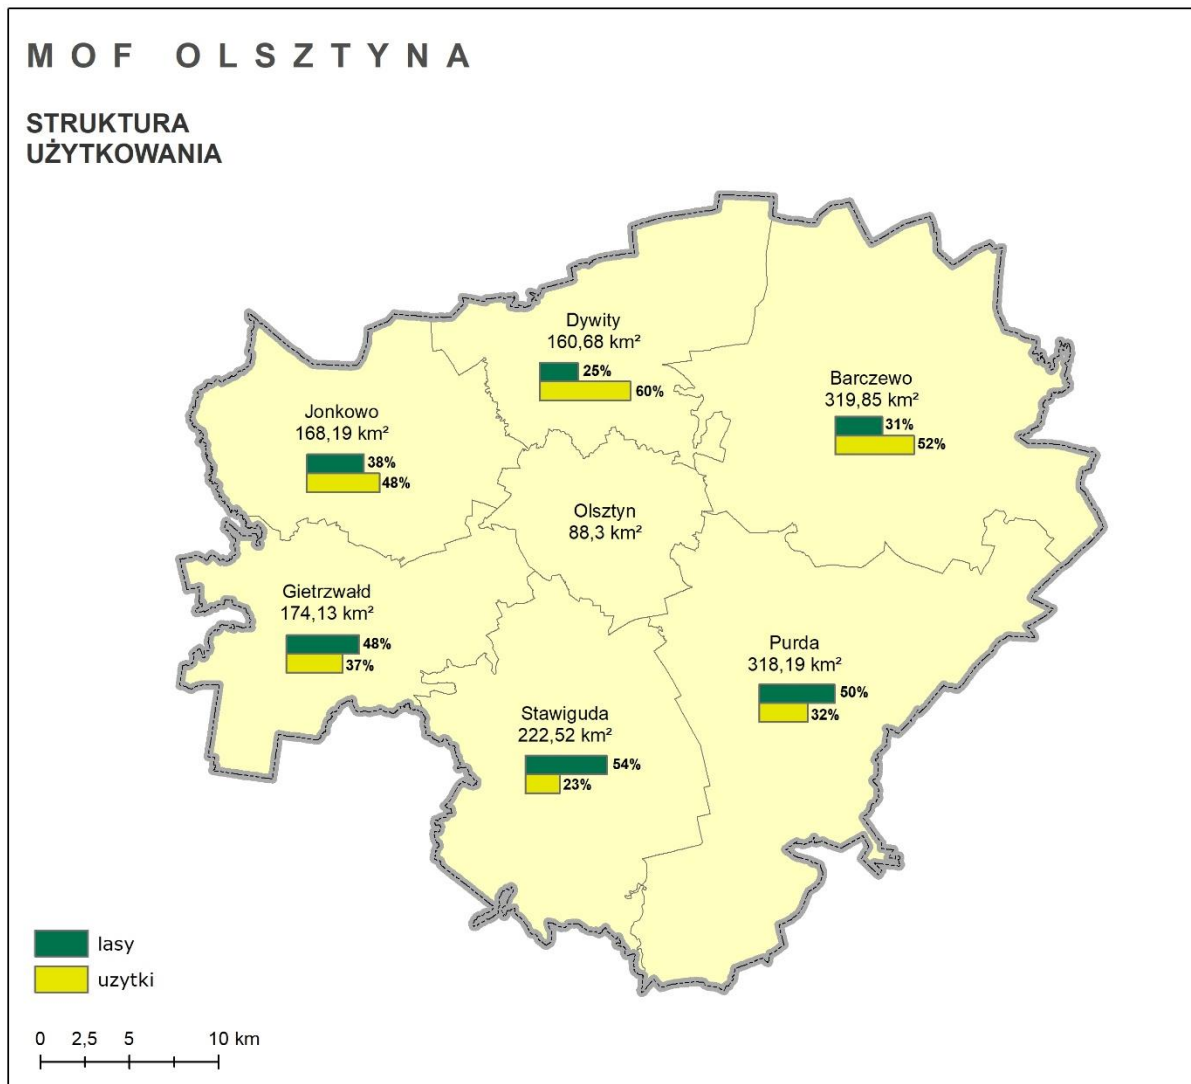 MOF OLSZTYNA
STRUKTURA
UŻYTKOWANIA
Dywity
160,68 km²
25%
60%
Barczewo
319,85 km²
31%
52%
Jonkowo
168,19 km²
38%
48%
Olsztyn
88,3 km²
Gietrzwałd
174,13 km²
48%
37%
Purda
318,19 km²
50%
32%
Stawiguda
222,52 km²
54%
23%
lasy
uzytki
0 2,5 5 10 km